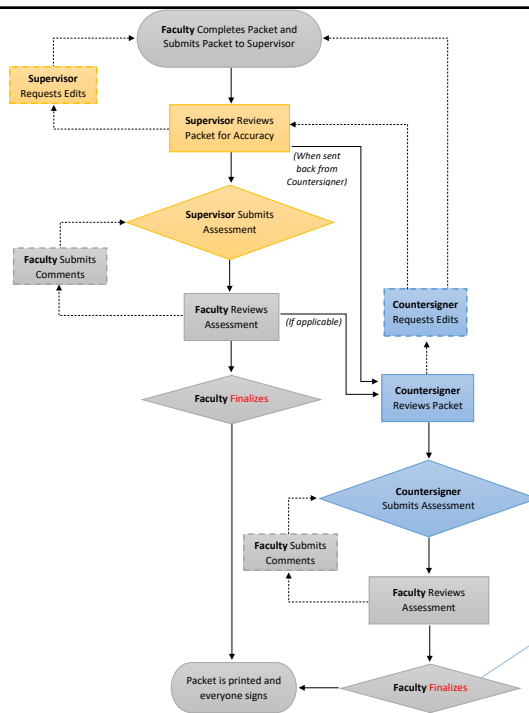 Faculty Completes Packet and
Submits Packet to Supervisor
Supervisor
Requests Edits
Supervisor Reviews
Packet for Accuracy
(When sent
back from
Countersigner)
Supervisor Submits
Assessment
Faculty Submits
Comments
Faculty Reviews
Assessment
(If applicable)
Countersigner
Requests Edits
Faculty Finalizes
Countersigner
Reviews Packet
Countersigner
Submits Assessment
Faculty Submits
Comments
Faculty Reviews
Assessment
Packet is printed and
everyone signs
Faculty Finalizes